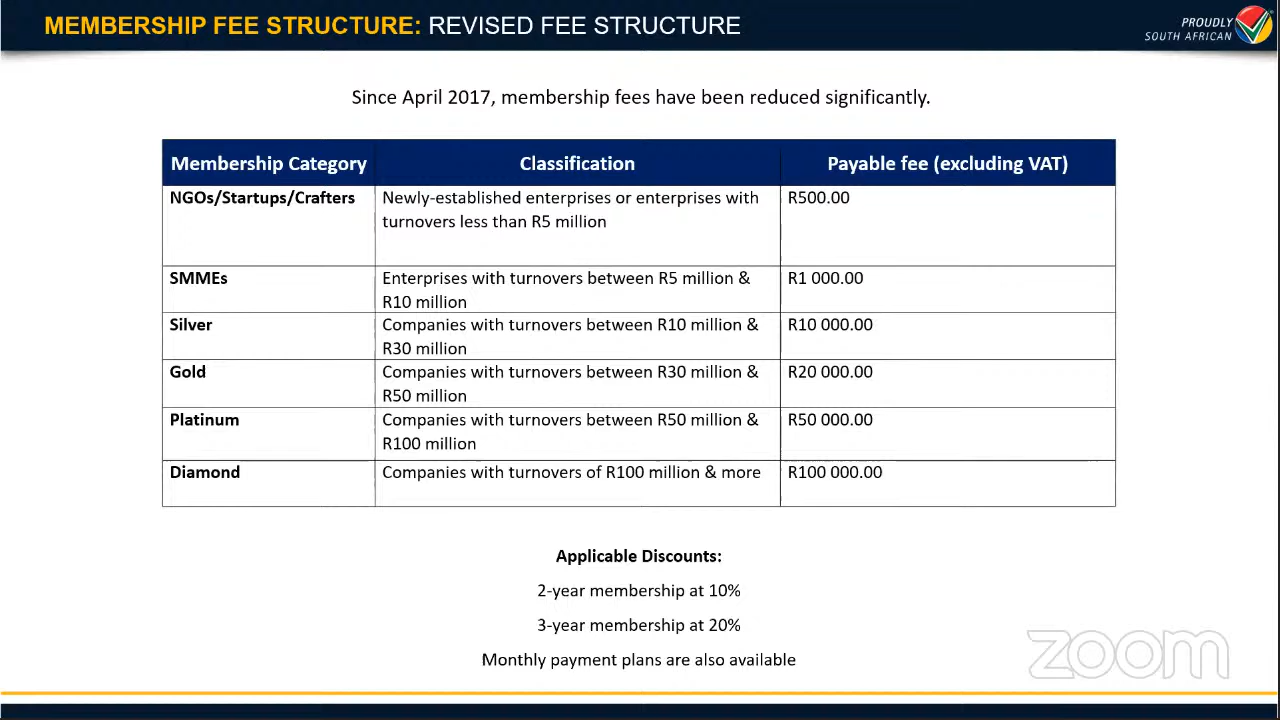 MEMBERSHIP FEE STRUCTURE: REVISED FEE STRUCTURE
PROUDLY
SOUTH AFRICAN
Since April 2017, membership fees have been reduced significantly.
Membership Category Classification Payable fee (excluding VAT)
NGOs/Startups/Crafters Newly-established enterprises or enterprises with R500.00
turnovers less than R5 million
SMMEs Enterprises with turnovers between R5 million & R1 000.00
R10 million
Silver Companies with turnovers between R10 million & R10 000.00
R30 million
Gold Companies with turnovers between R30 million & R20 000.00
R50 million
Platinum Companies with turnovers between R50 million & R50 000.00
R100 million
Diamond Companies with turnovers of R100 million & more R100 000.00
Applicable Discounts:
2-year membership at 10%
3-year membership at 20%
Monthly payment plans are also available
zoom